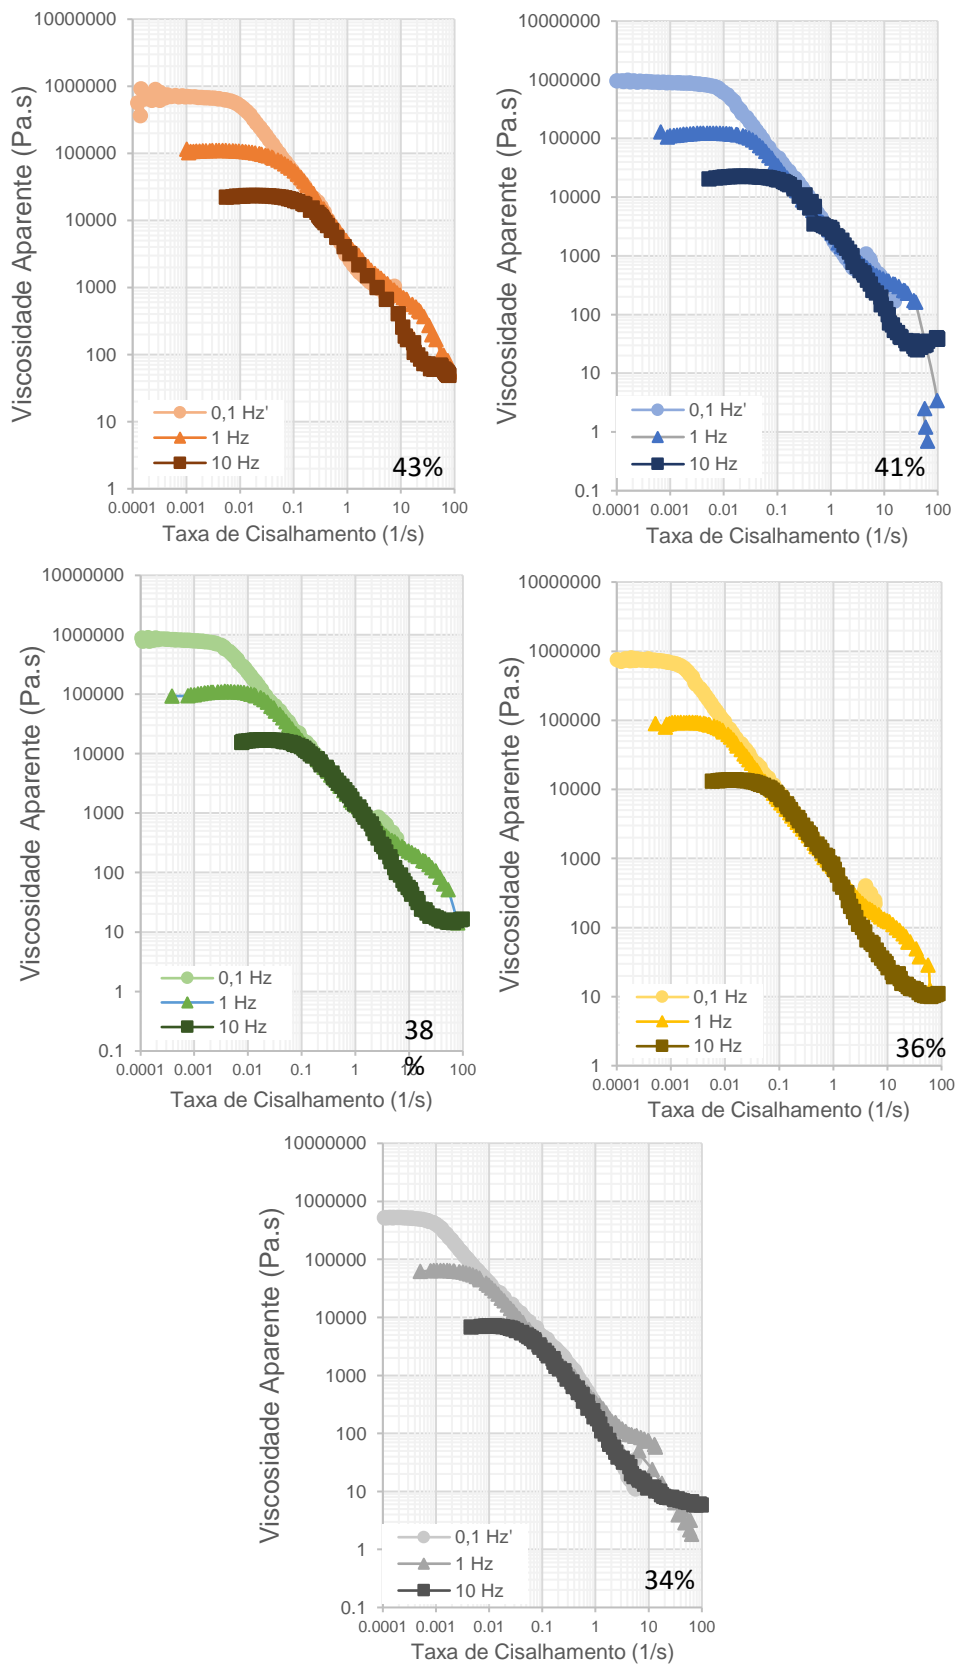 10000000
1000000
100000
10000
1000
100
10
1
Viscosidade Aparente (Pa.s)
0,1 Hz'
1 Hz
10 Hz
43%
0.0001 0.001 0.01 0.1 1 10 100
Taxa de Cisalhamento (1/s)
10000000
1000000
100000
10000
1000
100
10
1
0.1
Viscosidade Aparente (Pa.s)
0,1 Hz'
1 Hz
10 Hz
41%
0.0001 0.001 0.01 0.1 1 10 100
Taxa de Cisalhamento (1/s)
10000000
1000000
100000
10000
1000
100
10
1
0.1
Viscosidade Aparente (Pa.s)
0,1 Hz
1 Hz
10 Hz
38
%
0.0001 0.001 0.01 0.1 1 10 100
Taxa de Cisalhamento (1/s)
10000000
1000000
100000
10000
1000
100
10
1
Viscosidade Aparente (Pa.s)
0,1 Hz
1 Hz
10 Hz
36%
0.0001 0.001 0.01 0.1 1 10 100
Taxa de Cisalhamento (1/s)
10000000
1000000
100000
10000
1000
100
10
1
0.1
Viscosidade Aparente (Pa.s)
0,1 Hz'
1 Hz
10 Hz
34%
0.0001 0.001 0.01 0.1 1 10 100
Taxa de Cisalhamento (1/s)